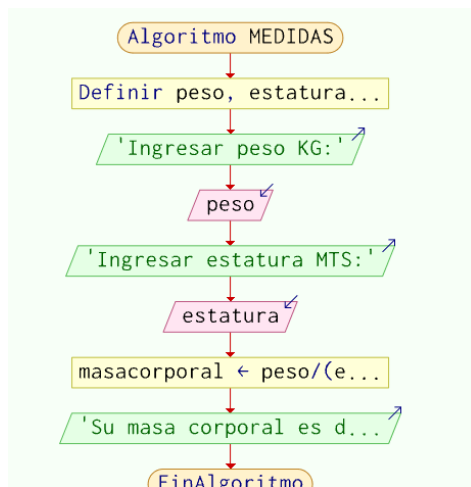 Algoritmo MEDIDAS
Definir peso, estatura...
'Ingresar peso KG:'
peso
'Ingresar estatura MTS:'
estatura
masacorporal ← peso/(e...
'Su masa corporal es d...
FinAlgoritmo